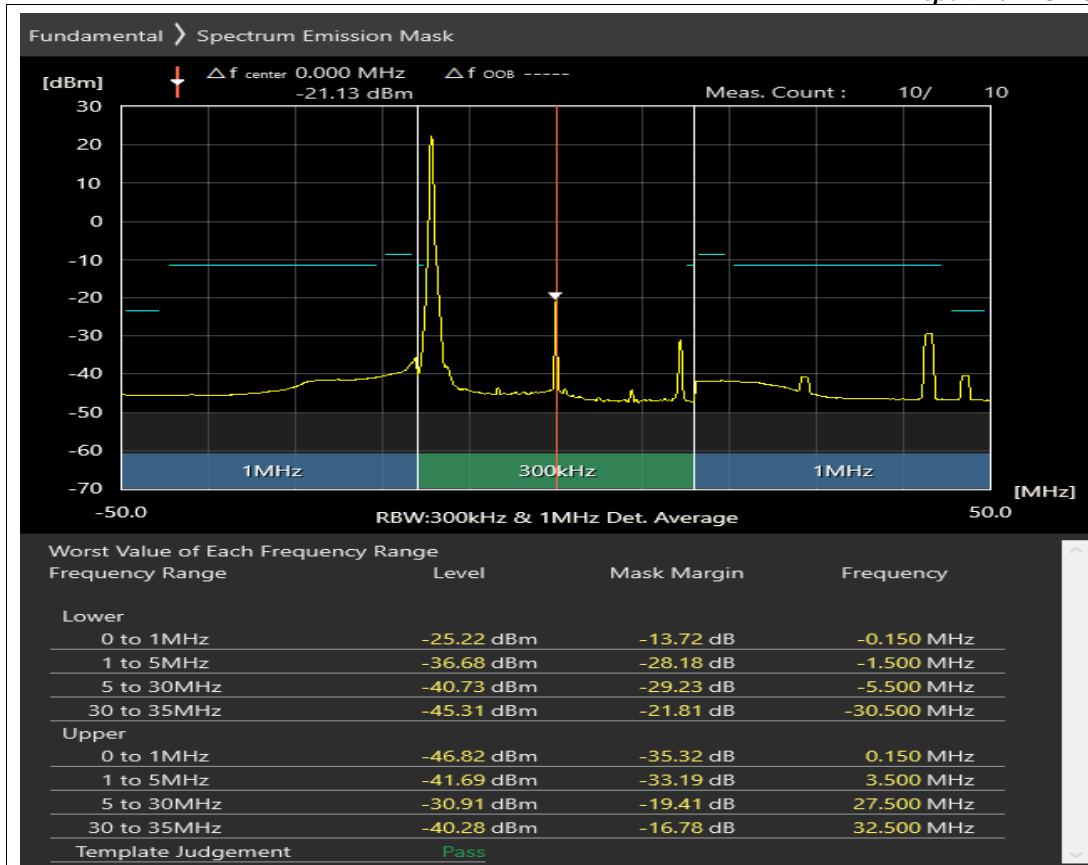 Fundamental 〉 Spectrum Emission Mask
[dBm] △f center 0.000 MHz △f OOB -----
-21.13 dBm Meas. Count : 10/ 10
30
20
10
0
-10
-20
-30
-40
-50
-60
1MHz 300kHz 1MHz
-70
[MHz]
-50.0 RBW:300kHz & 1MHz Det. Average 50.0
Worst Value of Each Frequency Range
Frequency Range Level Mask Margin Frequency
Lower
0 to 1MHz -25.22 dBm -13.72 dB -0.150 MHz
1 to 5MHz -36.68 dBm -28.18 dB -1.500 MHz
5 to 30MHz -40.73 dBm -29.23 dB -5.500 MHz
30 to 35MHz -45.31 dBm -21.81 dB -30.500 MHz
Upper
0 to 1MHz -46.82 dBm -35.32 dB 0.150 MHz
1 to 5MHz -41.69 dBm -33.19 dB 3.500 MHz
5 to 30MHz -30.91 dBm -19.41 dB 27.500 MHz
30 to 35MHz -40.28 dBm -16.78 dB 32.500 MHz
Template Judgement Pass